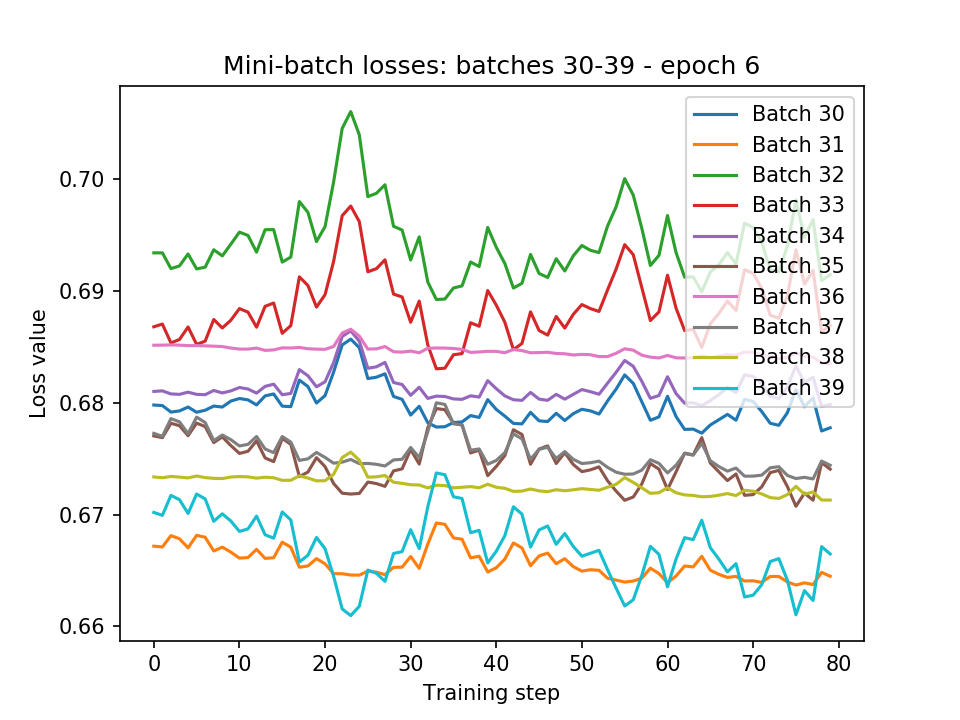 Mini-batch losses: batches 30-39 - epoch 6
Loss value
0.70
0.69
0.68
0.67
0.66
0
10
20
30
40
50
60
70
80
Training step
Batch 30
Batch 31
Batch 32
Batch 33
Batch 34
Batch 35
Batch 36
Batch 37
Batch 38
Batch 39